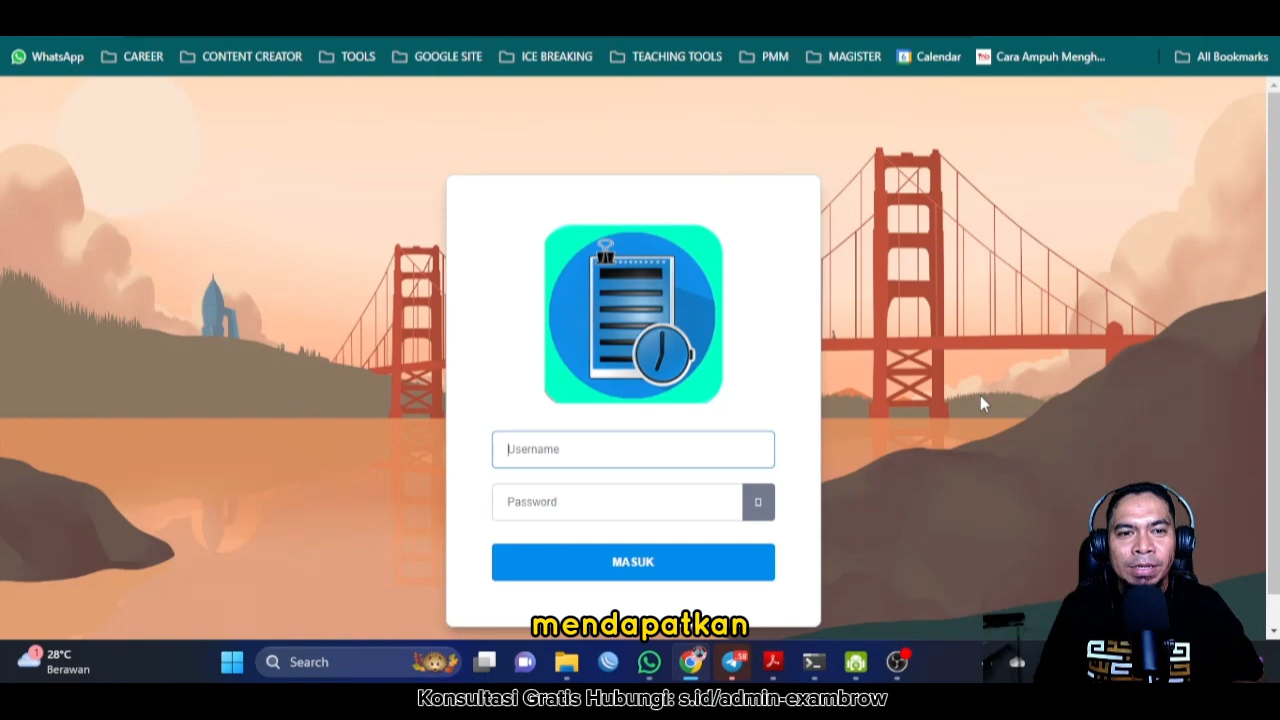 WhatsApp
CAREER
CONTENT CREATOR
TOOLS
GOOGLE SITE
ICE BREAKING
TEACHING TOOLS
PMM
MAGISTER
Calendar
Cara Ampuh Mengh...
All Bookmarks
Username
Password
MASUK
mendapatkan
28°C
Berawan
Search
Konsultasi Gratis Hubungi: s.id/admin-exambrow